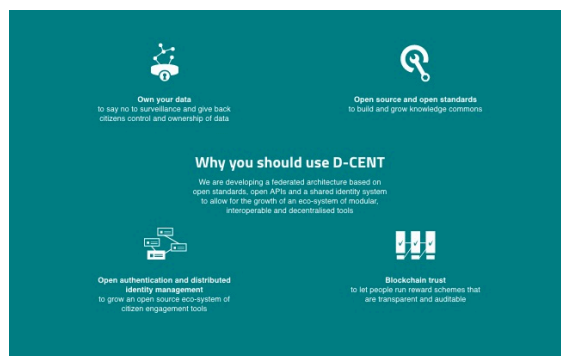 Own your data
to say no to surveillance and give back
citizens control and ownership of data
Open source and open standards
to build and grow knowledge commons
Why you should use D-CENT
We are developing a federated architecture based on
open standards, open APIs and a shared identity system
to allow for the growth of an eco-system of modular,
interoperable and decentralised tools
Open authentication and distributed
identity management
to grow an open source eco-system of
citizen engagement tools
Blockchain trust
to let people run reward schemes that
are transparent and auditable